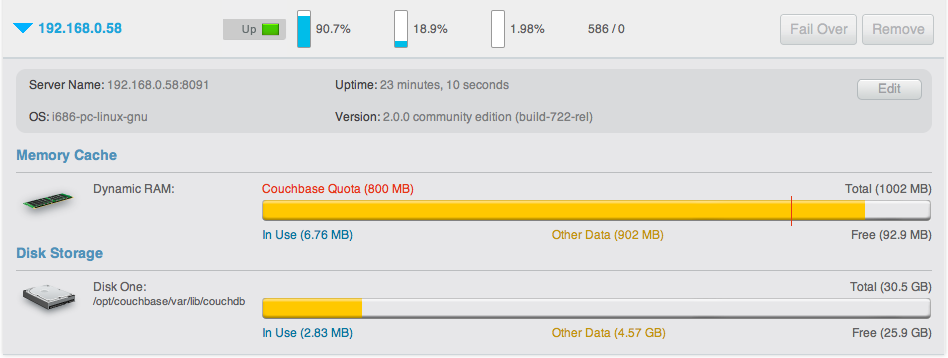 192.168.0.58 Up 90.7% 18.9% 1.98% 586 / 0 Fail Over Remove
Server Name: 192.168.0.58:8091 Uptime: 23 minutes, 10 seconds Edit
OS: i686-pc-linux-gnu Version: 2.0.0 community edition (build-722-rel)
Memory Cache
Dynamic RAM: Couchbase Quota (800 MB) Total (1002 MB)
In Use (6.76 MB) Other Data (902 MB) Free (92.9 MB)
Disk Storage
Disk One: Total (30.5 GB)
/opt/couchbase/var/lib/couchdb
In Use (2.83 MB) Other Data (4.57 GB) Free (25.9 GB)